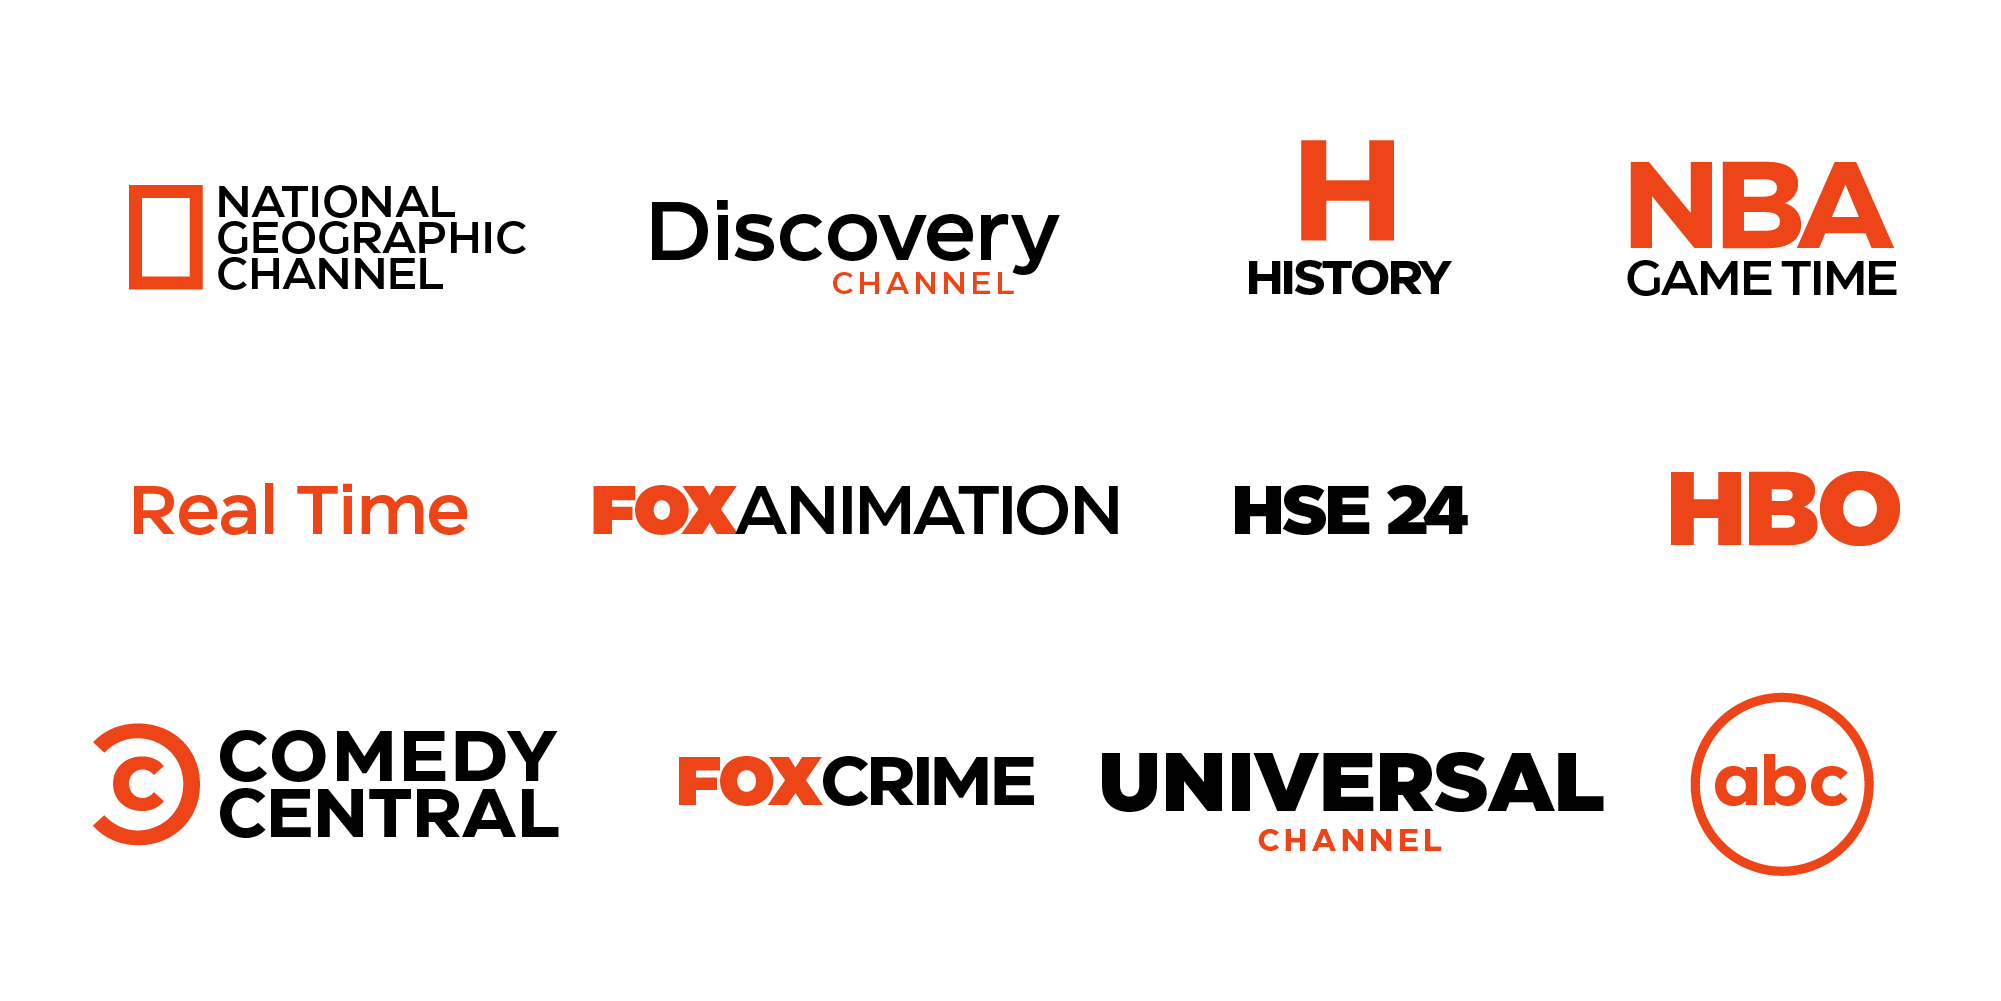 NATIONAL
GEOGRAPHIC
CHANNEL
Discovery
CHANNEL
H
HISTORY
NBA
GAME TIME
Real Time
FOXANIMATION
HSE 24
HBO
C
COMEDY
CENTRAL
FOXCRIME
UNIVERSAL
CHANNEL
abc